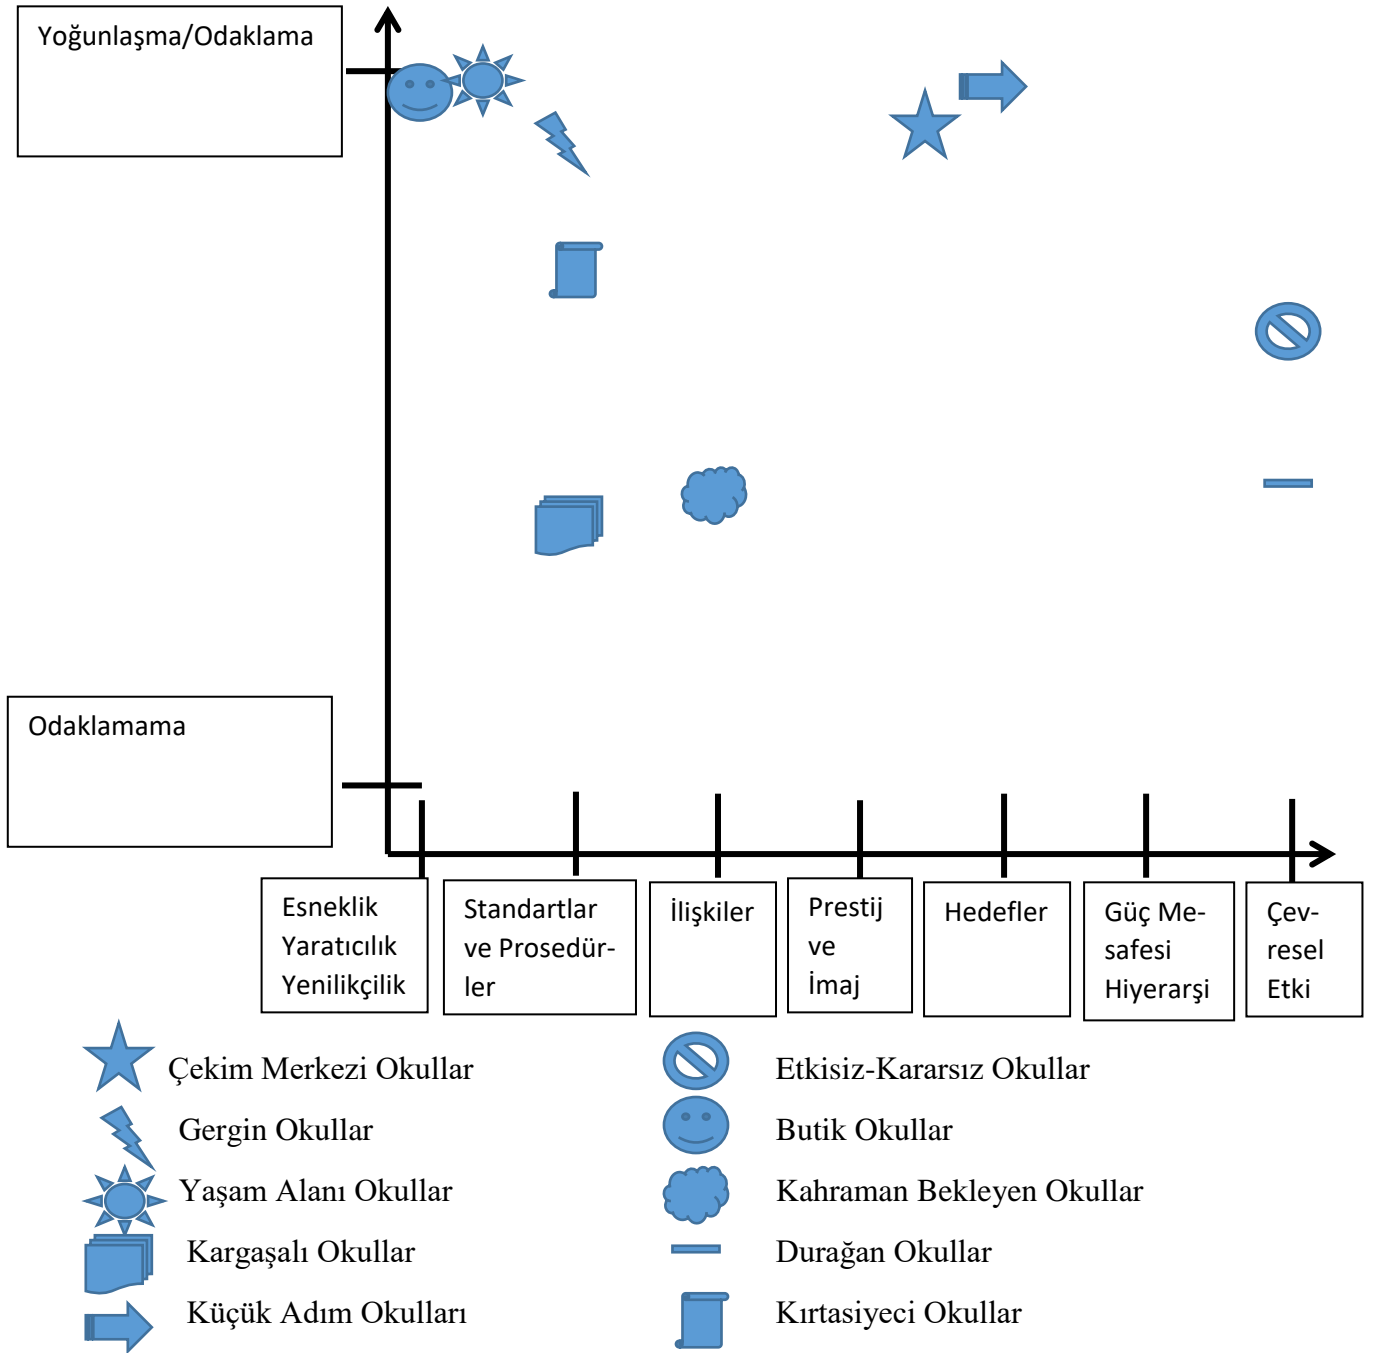 Yoğunlaşma/Odaklama
Odaklamama
Esneklik
Yaratıcılık
Yenilikçilik
Standartlar
ve Prosedür-
ler
İlişkiler
Prestij
ve
İmaj
Hedefler
Güç Me-
safesi
Hiyerarşi
Çev-
resel
Etki
Çekim Merkezi Okullar
Etkisiz-Kararsız Okullar
Gergin Okullar
Butik Okullar
Yaşam Alanı Okullar
Kahraman Bekleyen Okullar
Kargaşalı Okullar
Durağan Okullar
Küçük Adım Okulları
Kırtasiyeci Okullar